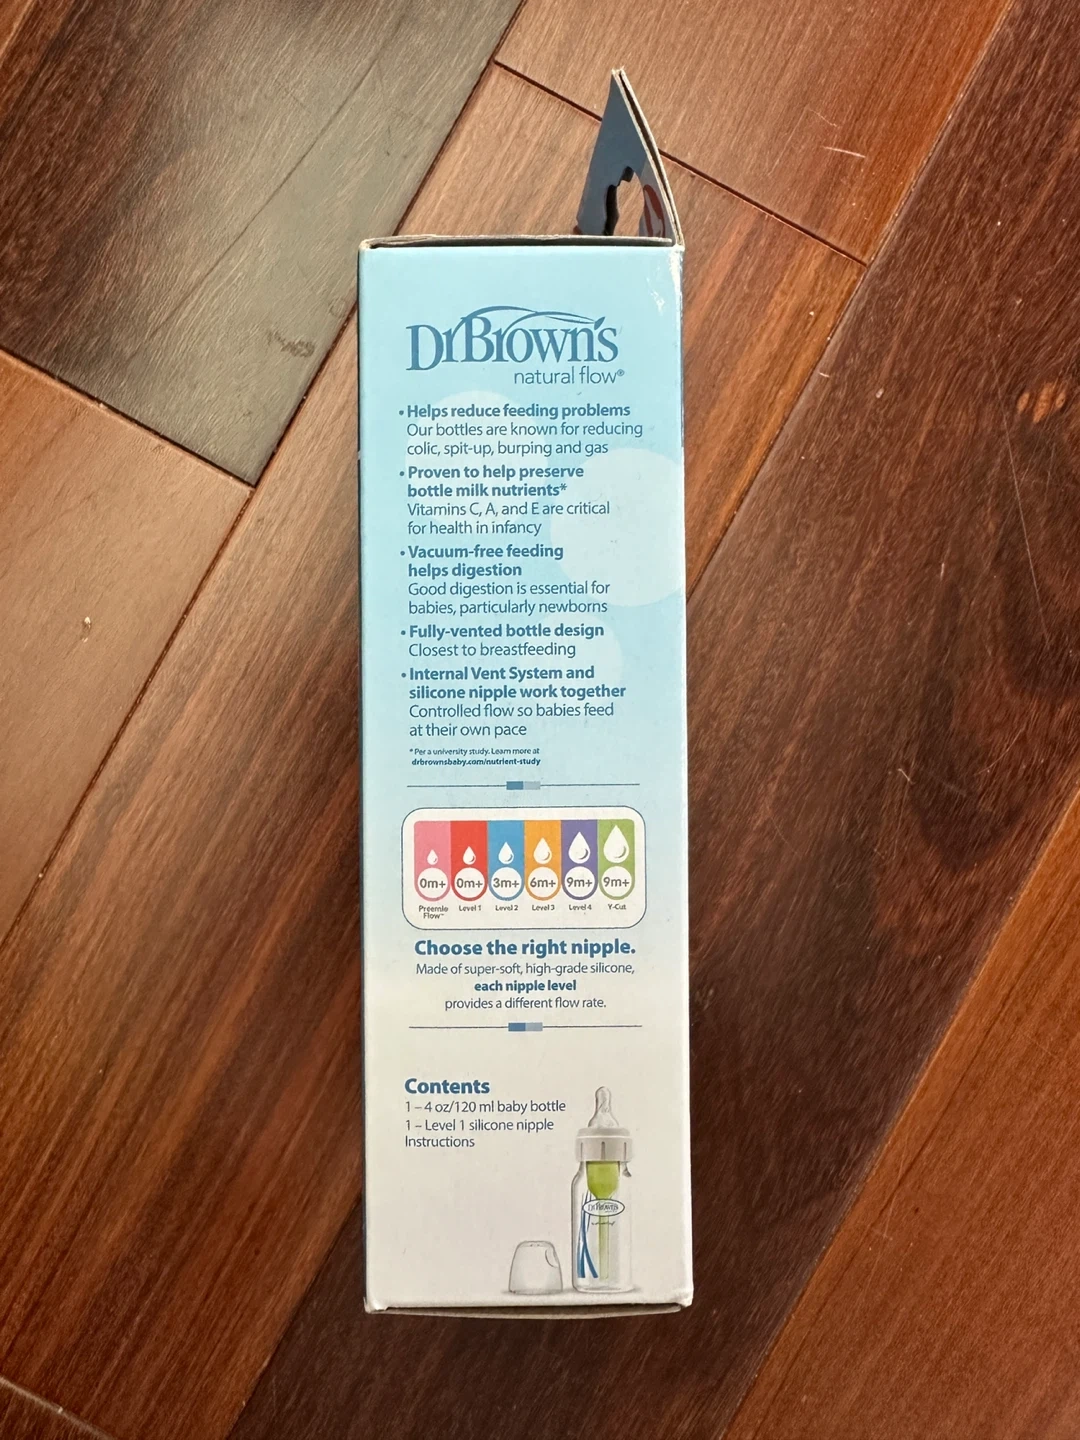 Dr Brown's
natural flow®
• Helps reduce feeding problems
Our bottles are known for reducing
colic, spit-up, burping and gas
• Proven to help preserve
bottle milk nutrients*
Vitamins C, A, and E are critical
for health in infancy
• Vacuum-free feeding
helps digestion
Good digestion is essential for
babies, particularly newborns
• Fully-vented bottle design
Closest to breastfeeding
• Internal Vent System and
silicone nipple work together
Controlled flow so babies feed
at their own pace
* Per a university study. Learn more at
drbrownsbaby.com/nutrient-study
0m+ 0m+ 3m+ 6m+ 9m+ 9m+
Preemie Level 1 Level 2 Level 3 Level 4 Y-Cut
Flow™
Choose the right nipple.
Made of super-soft, high-grade silicone,
each nipple level
provides a different flow rate.
Contents
1 – 4 oz/120 ml baby bottle
1 – Level 1 silicone nipple
Instructions
Dr Brown's